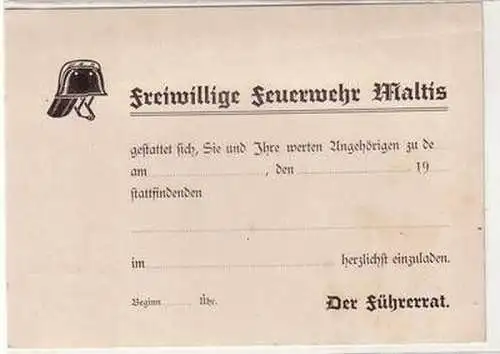 Freiwillige Feuerwehr Maltis
gestattet sich, Sie und Ihre werten Angehörigen zu de
am , den 19
stattfindenden
im herzlichst einzuladen.
Beginn Uhr. Der Führerrat.